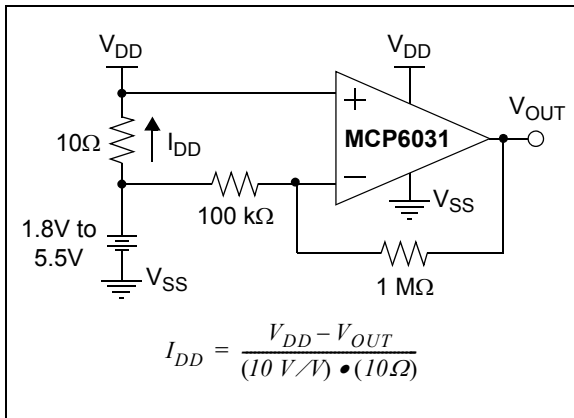 V_DD
V_DD
V_OUT
+
MCP6031
10Ω
I_DD
−
V_SS
100 kΩ
1.8V to
5.5V
V_SS
1 MΩ
I_DD = (V_DD – V_OUT) / ((10 V/V) • (10Ω))